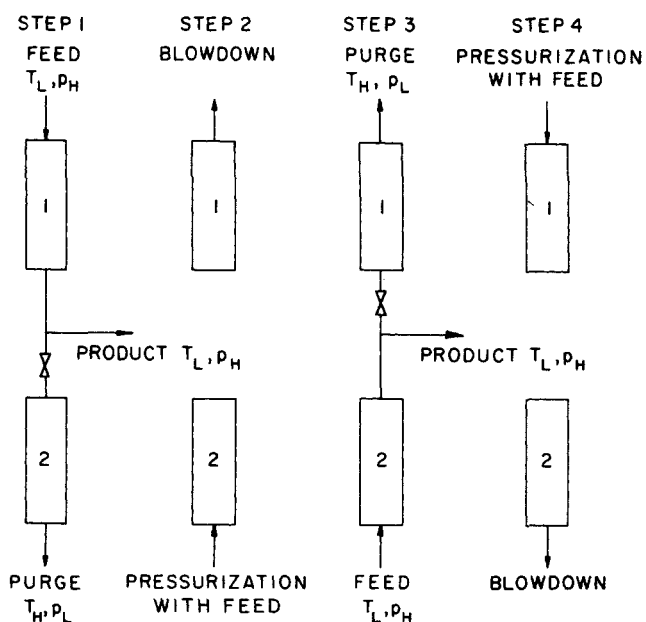 STEP 1
FEED
T_L, p_H
STEP 2
BLOWDOWN
STEP 3
PURGE
T_H, p_L
STEP 4
PRESSURIZATION
WITH FEED
1
1
1
1
PRODUCT T_L, p_H
PRODUCT T_L, p_H
2
2
2
2
PURGE
T_H, p_L
PRESSURIZATION
WITH FEED
FEED
T_L, p_H
BLOWDOWN